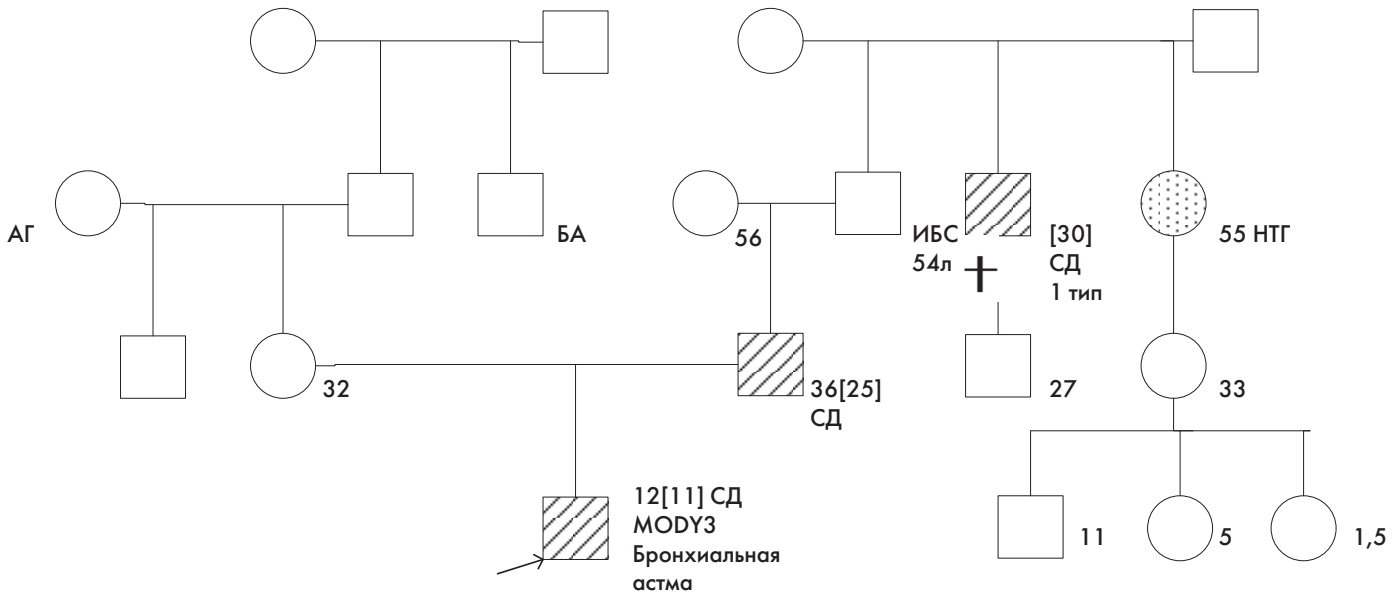 АГ
БА
56
ИБС
54л
[30]
СД
1 тип
55 НТГ
32
36[25]
СД
27
33
12[11] СД
MODY3
Бронхиальная
астма
11
5
1,5